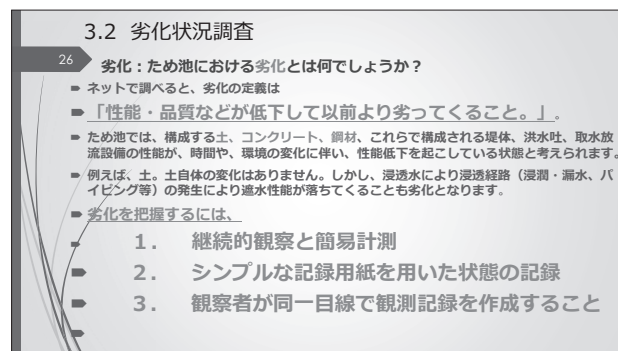 3.2 劣化状況調査
26
劣化：ため池における劣化とは何でしょうか？
ネットで調べると、劣化の定義は
「性能・品質などが低下して以前より劣ってくること。」。
ため池では、構成する土、コンクリート、鋼材、これらで構成される堤体、洪水吐、取水放
流設備の性能が、時間や、環境の変化に伴い、性能低下を起こしている状態と考えられます。
例えば、土。土自体の変化はありません。しかし、浸透水により浸透経路（浸潤・漏水、パ
イピング等）の発生により遮水性能が落ちてくることも劣化となります。
劣化を把握するには、
１． 継続的観察と簡易計測
２． シンプルな記録用紙を用いた状態の記録
３． 観察者が同一目線で観測記録を作成すること